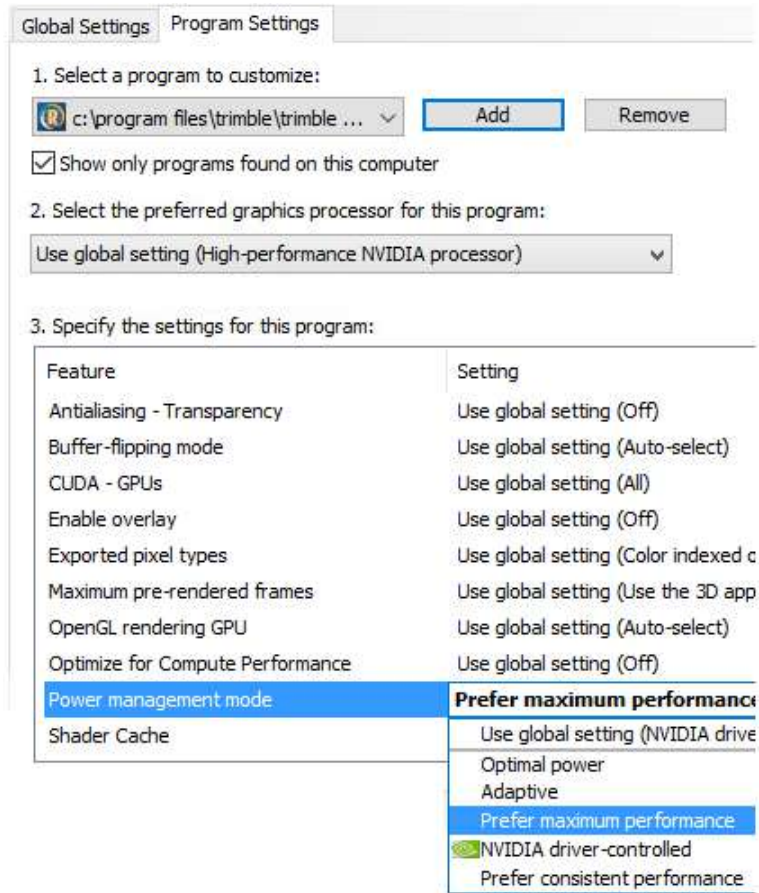 Global Settings Program Settings
1. Select a program to customize:
c:\program files\trimble\trimble ... Add Remove
Show only programs found on this computer
2. Select the preferred graphics processor for this program:
Use global setting (High-performance NVIDIA processor)
3. Specify the settings for this program:
Feature Setting
Antialiasing - Transparency Use global setting (Off)
Buffer-flipping mode Use global setting (Auto-select)
CUDA - GPUs Use global setting (All)
Enable overlay Use global setting (Off)
Exported pixel types Use global setting (Color indexed o
Maximum pre-rendered frames Use global setting (Use the 3D app
OpenGL rendering GPU Use global setting (Auto-select)
Optimize for Compute Performance Use global setting (Off)
Power management mode Prefer maximum performance
Shader Cache Use global setting (NVIDIA drive
Optimal power
Adaptive
Prefer maximum performance
NVIDIA driver-controlled
Prefer consistent performance